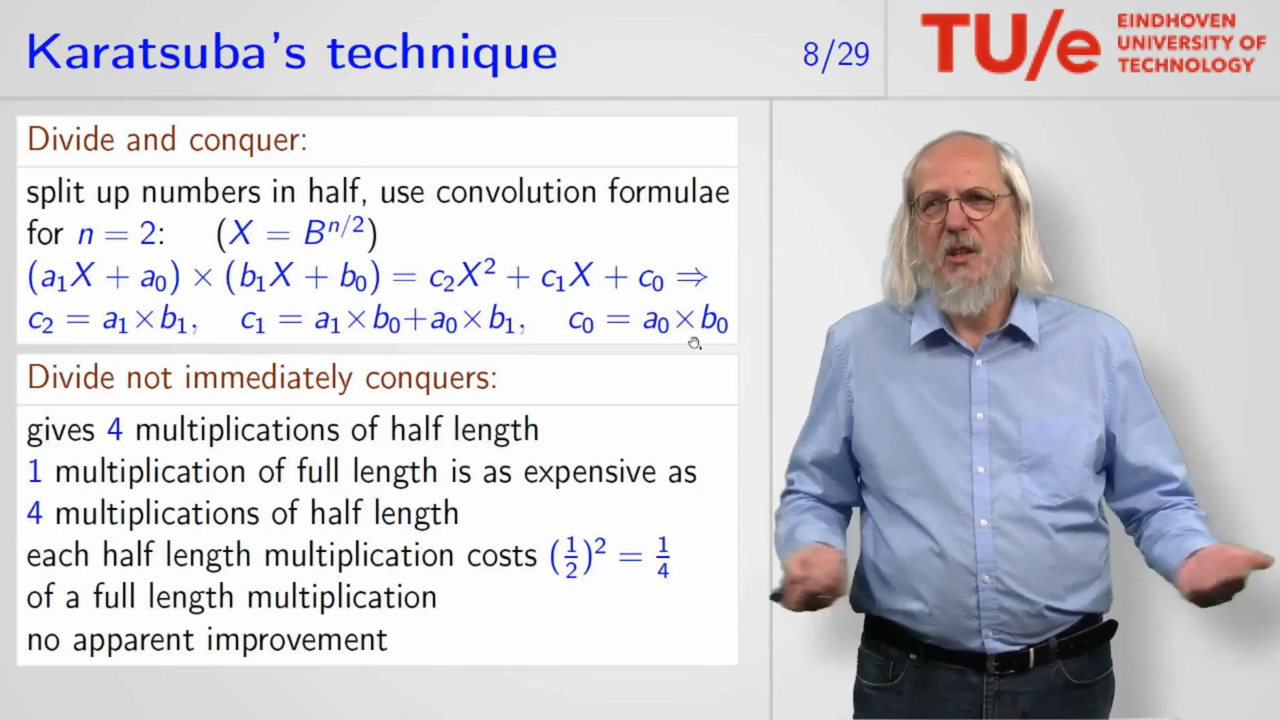 Karatsuba's technique
8/29
TU/e
EINDHOVEN
UNIVERSITY OF
TECHNOLOGY
Divide and conquer:
split up numbers in half, use convolution formulae
for n = 2: (X = Bⁿᐟ²)
(a₁X + a₀) × (b₁X + b₀) = c₂X² + c₁X + c₀ ⇒
c₂ = a₁×b₁, c₁ = a₁×b₀+a₀×b₁, c₀ = a₀×b₀
Divide not immediately conquers:
gives 4 multiplications of half length
1 multiplication of full length is as expensive as
4 multiplications of half length
each half length multiplication costs (½)² = ¼
of a full length multiplication
no apparent improvement